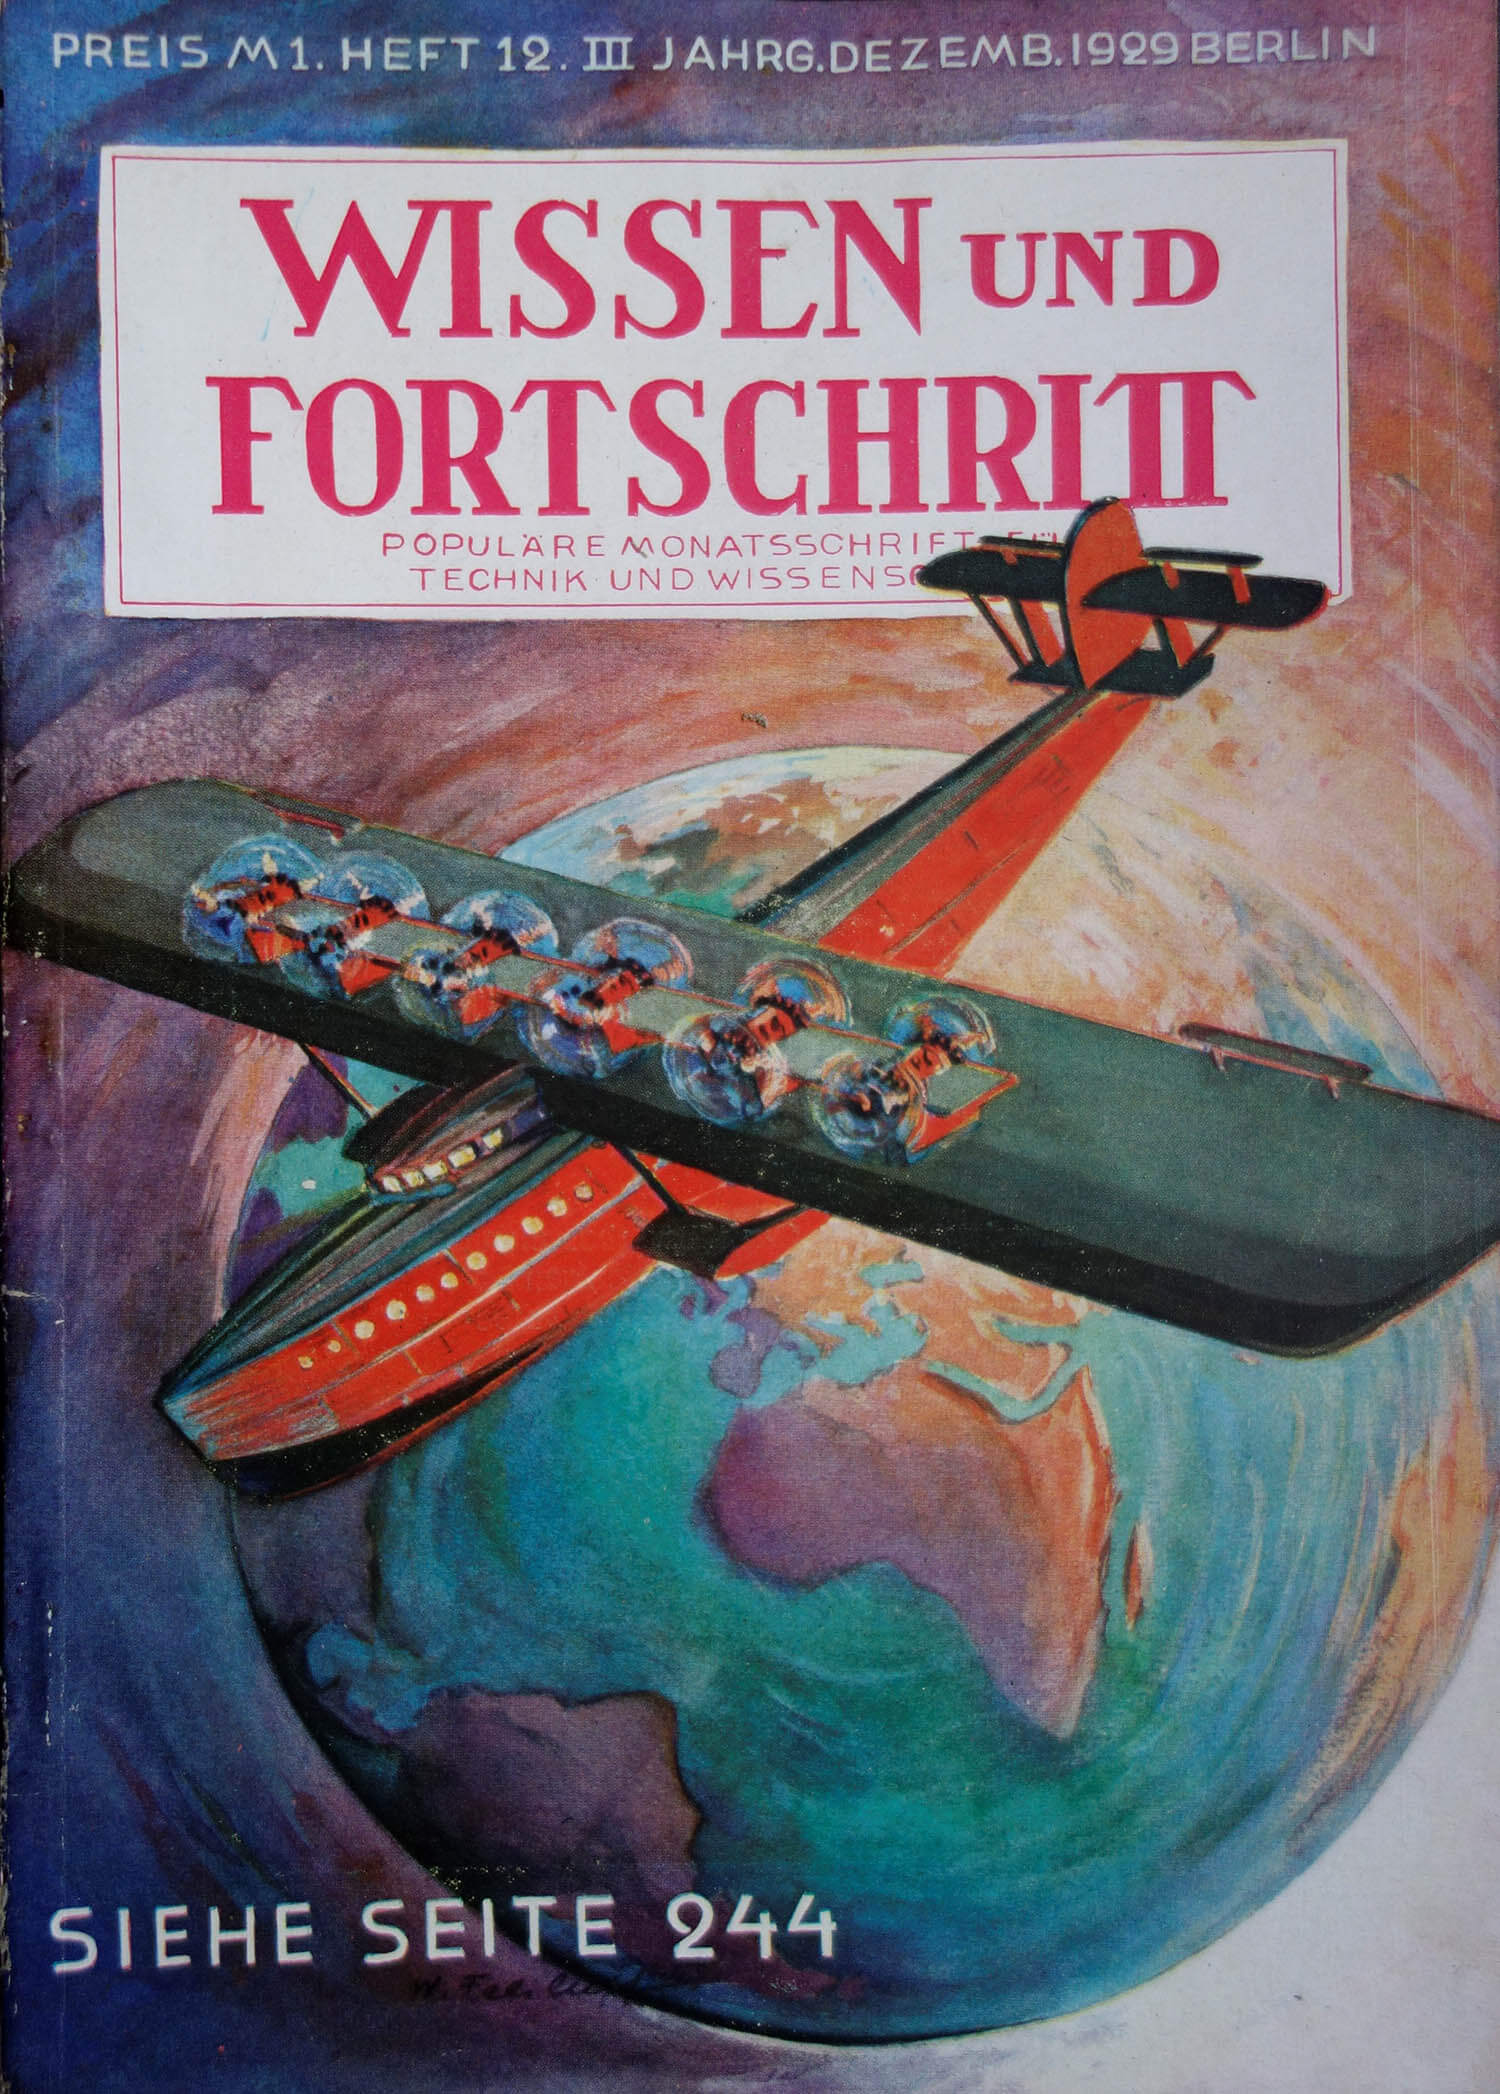 PREIS M 1. HEFT 12. III JAHRG. DEZEMB. 1929 BERLIN
WISSEN UND
FORTSCHRITT
POPULÄRE MONATSSCHRIFT
TECHNIK UND
SIEHE SEITE 244